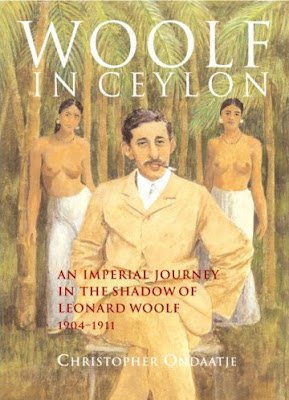 WOOLF
IN CEYLON
AN IMPERIAL JOURNEY
IN THE SHADOW OF
LEONARD WOOLF
1904–1911
CHRISTOPHER ONDAATJE